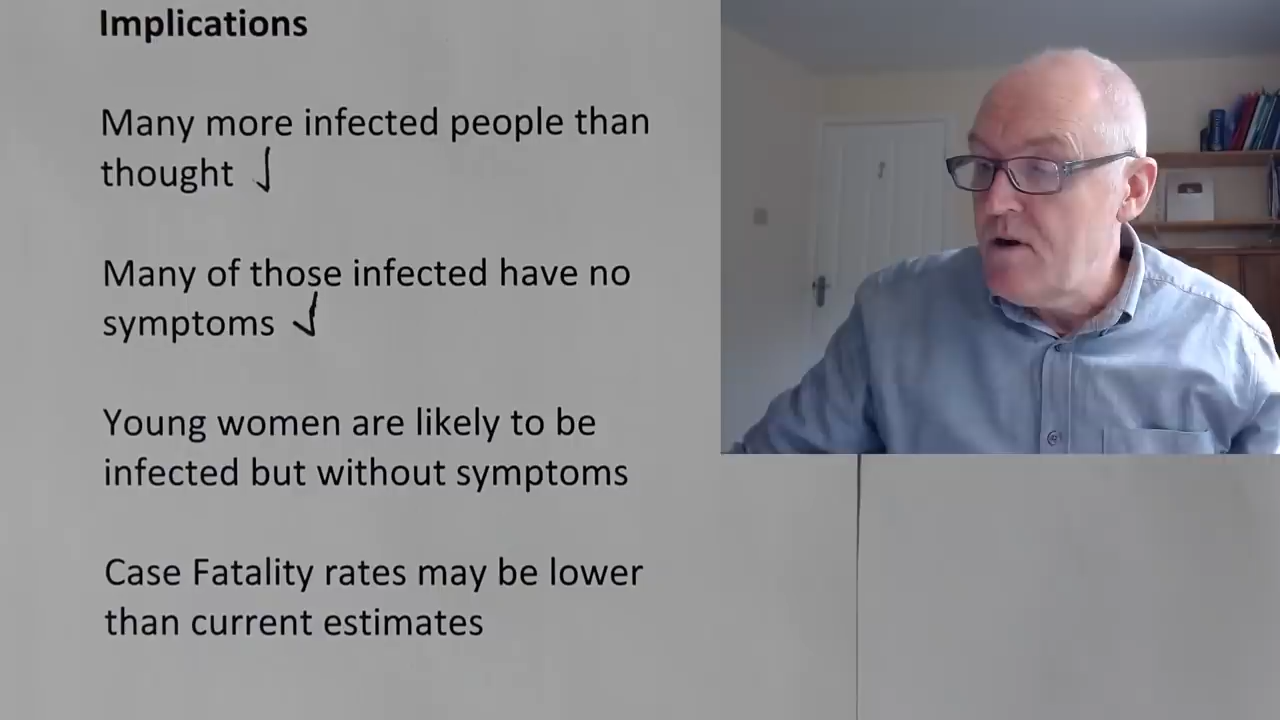 Implications
Many more infected people than
thought
Many of those infected have no
symptoms
Young women are likely to be
infected but without symptoms
Case Fatality rates may be lower
than current estimates